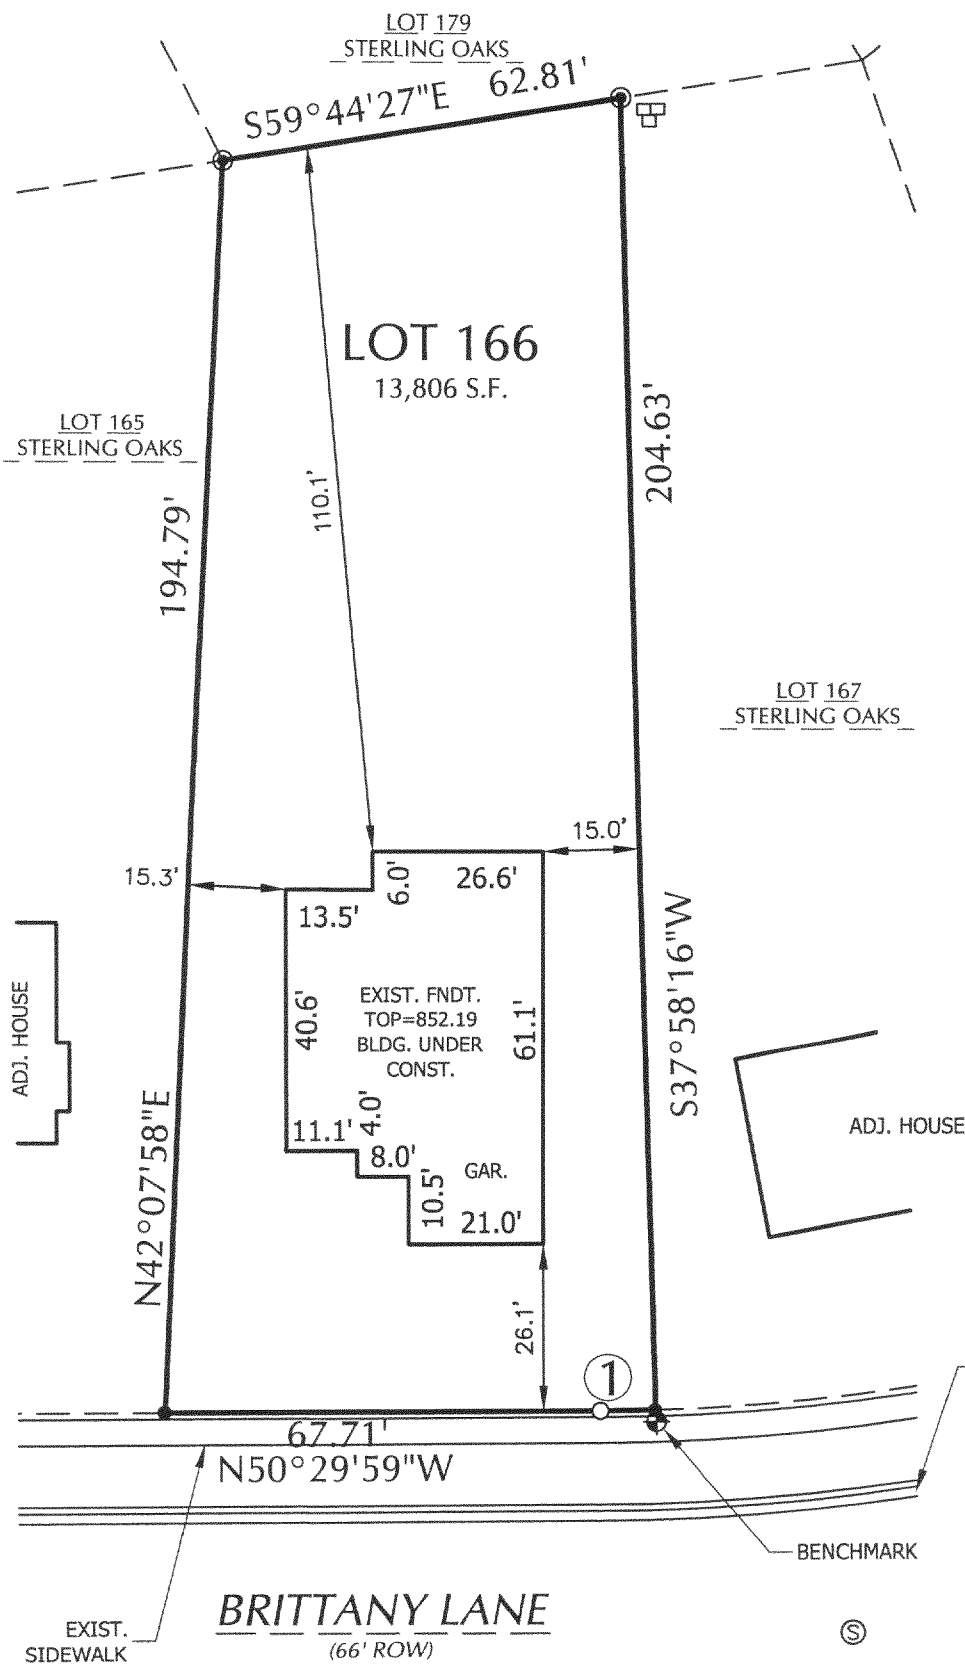 LOT 179
STERLING OAKS
S59°44'27"E 62.81'
LOT 166
13,806 S.F.
LOT 165
STERLING OAKS
204.63'
110.1'
194.79'
LOT 167
STERLING OAKS
15.0'
15.3'
6.0'
26.6'
13.5'
S37°58'16"W
ADJ. HOUSE
40.6'
EXIST. FNDT.
TOP=852.19
BLDG. UNDER
CONST.
61.1'
N42°07'58"E
11.1'
4.0'
8.0'
GAR.
10.5'
21.0'
ADJ. HOUSE
26.1'
1
67.71'
N50°29'59"W
BENCHMARK
BRITTANY LANE
(66' ROW)
EXIST.
SIDEWALK
S